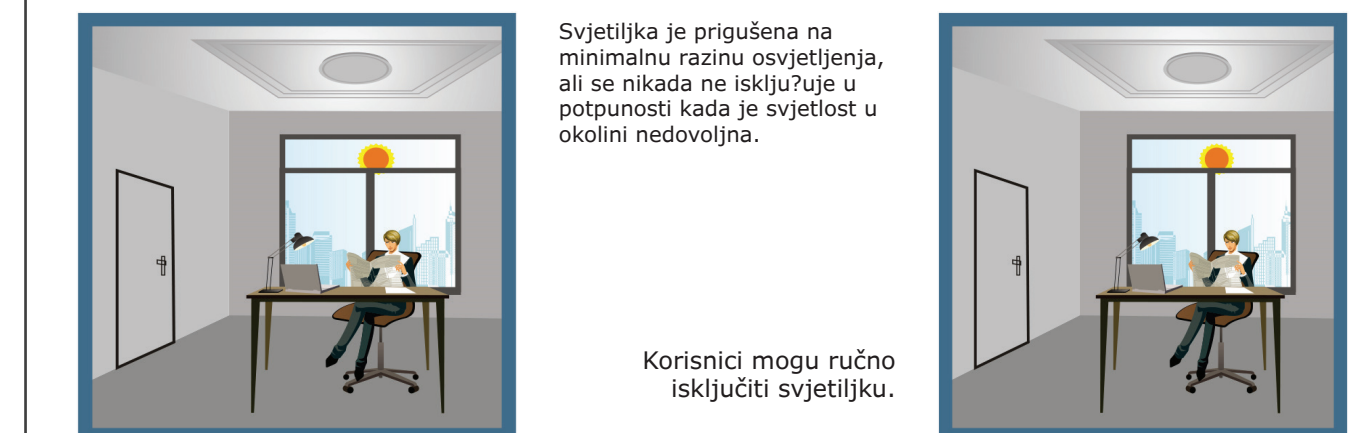 Svjetiljka je prigušena na
minimalnu razinu osvjetljenja,
ali se nikada ne isklju?uje u
potpunosti kada je svjetlost u
okolini nedovoljna.
Korisnici mogu ručno
isključiti svjetiljku.